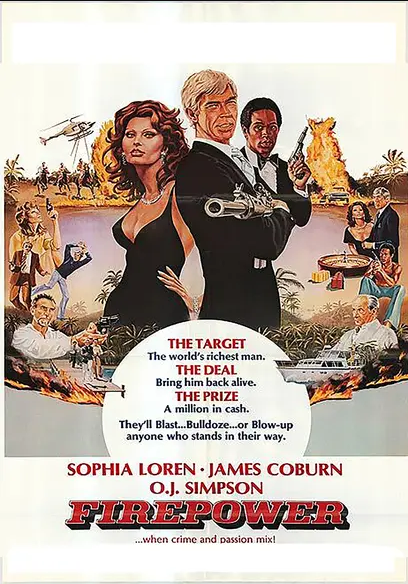 THE TARGET
The world's richest man.
THE DEAL
Bring him back alive.
THE PRIZE
A million in cash.
They'll Blast...Bulldoze...or Blow-up
anyone who stands in their way.
SOPHIA LOREN · JAMES COBURN
O.J. SIMPSON
FIREPOWER
...when crime and passion mix!